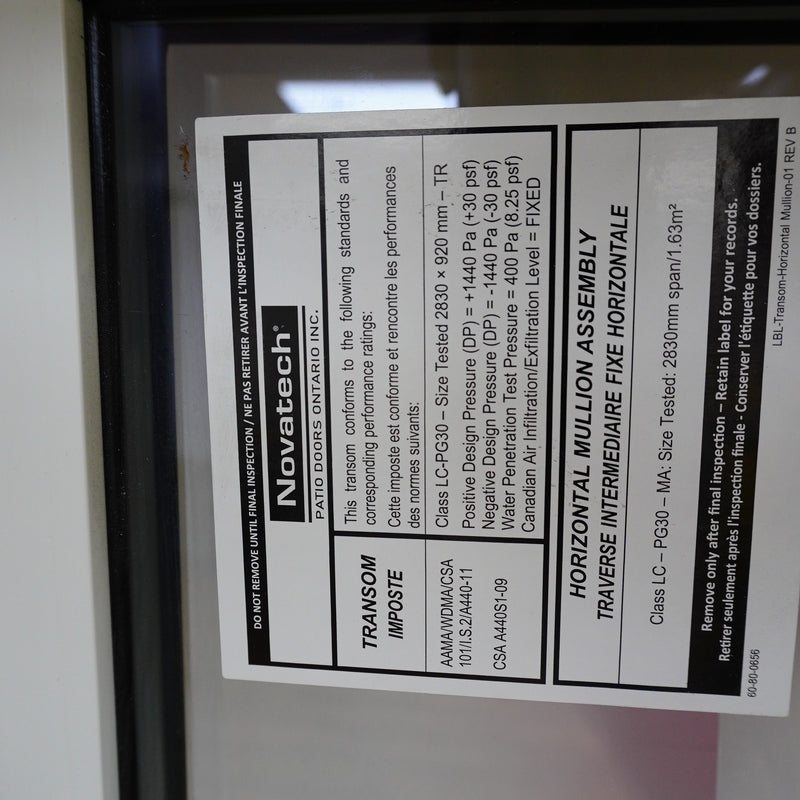 DO NOT REMOVE UNTIL FINAL INSPECTION / NE PAS RETIRER AVANT L'INSPECTION FINALE
Novatech®
PATIO DOORS ONTARIO INC.
TRANSOM
IMPOSTE
This transom conforms to the following standards and
corresponding performance ratings:
Cette imposte est conforme et rencontre les performances
des normes suivants:
AAMA/WDMA/CSA
101/I.S.2/A440-11
CSA A440S1-09
Class LC-PG30 – Size Tested 2830 × 920 mm – TR
Positive Design Pressure (DP) = +1440 Pa (+30 psf)
Negative Design Pressure (DP) = -1440 Pa (-30 psf)
Water Penetration Test Pressure = 400 Pa (8.25 psf)
Canadian Air Infiltration/Exfiltration Level = FIXED
HORIZONTAL MULLION ASSEMBLY
TRAVERSE INTERMEDIAIRE FIXE HORIZONTALE
Class LC – PG30 – MA: Size Tested: 2830mm span/1.63m²
Remove only after final inspection – Retain label for your records.
Retirer seulement après l'inspection finale - Conserver l'étiquette pour vos dossiers.
60-80-0656
LBL-Transom-Horizontal Mullion-01 REV B